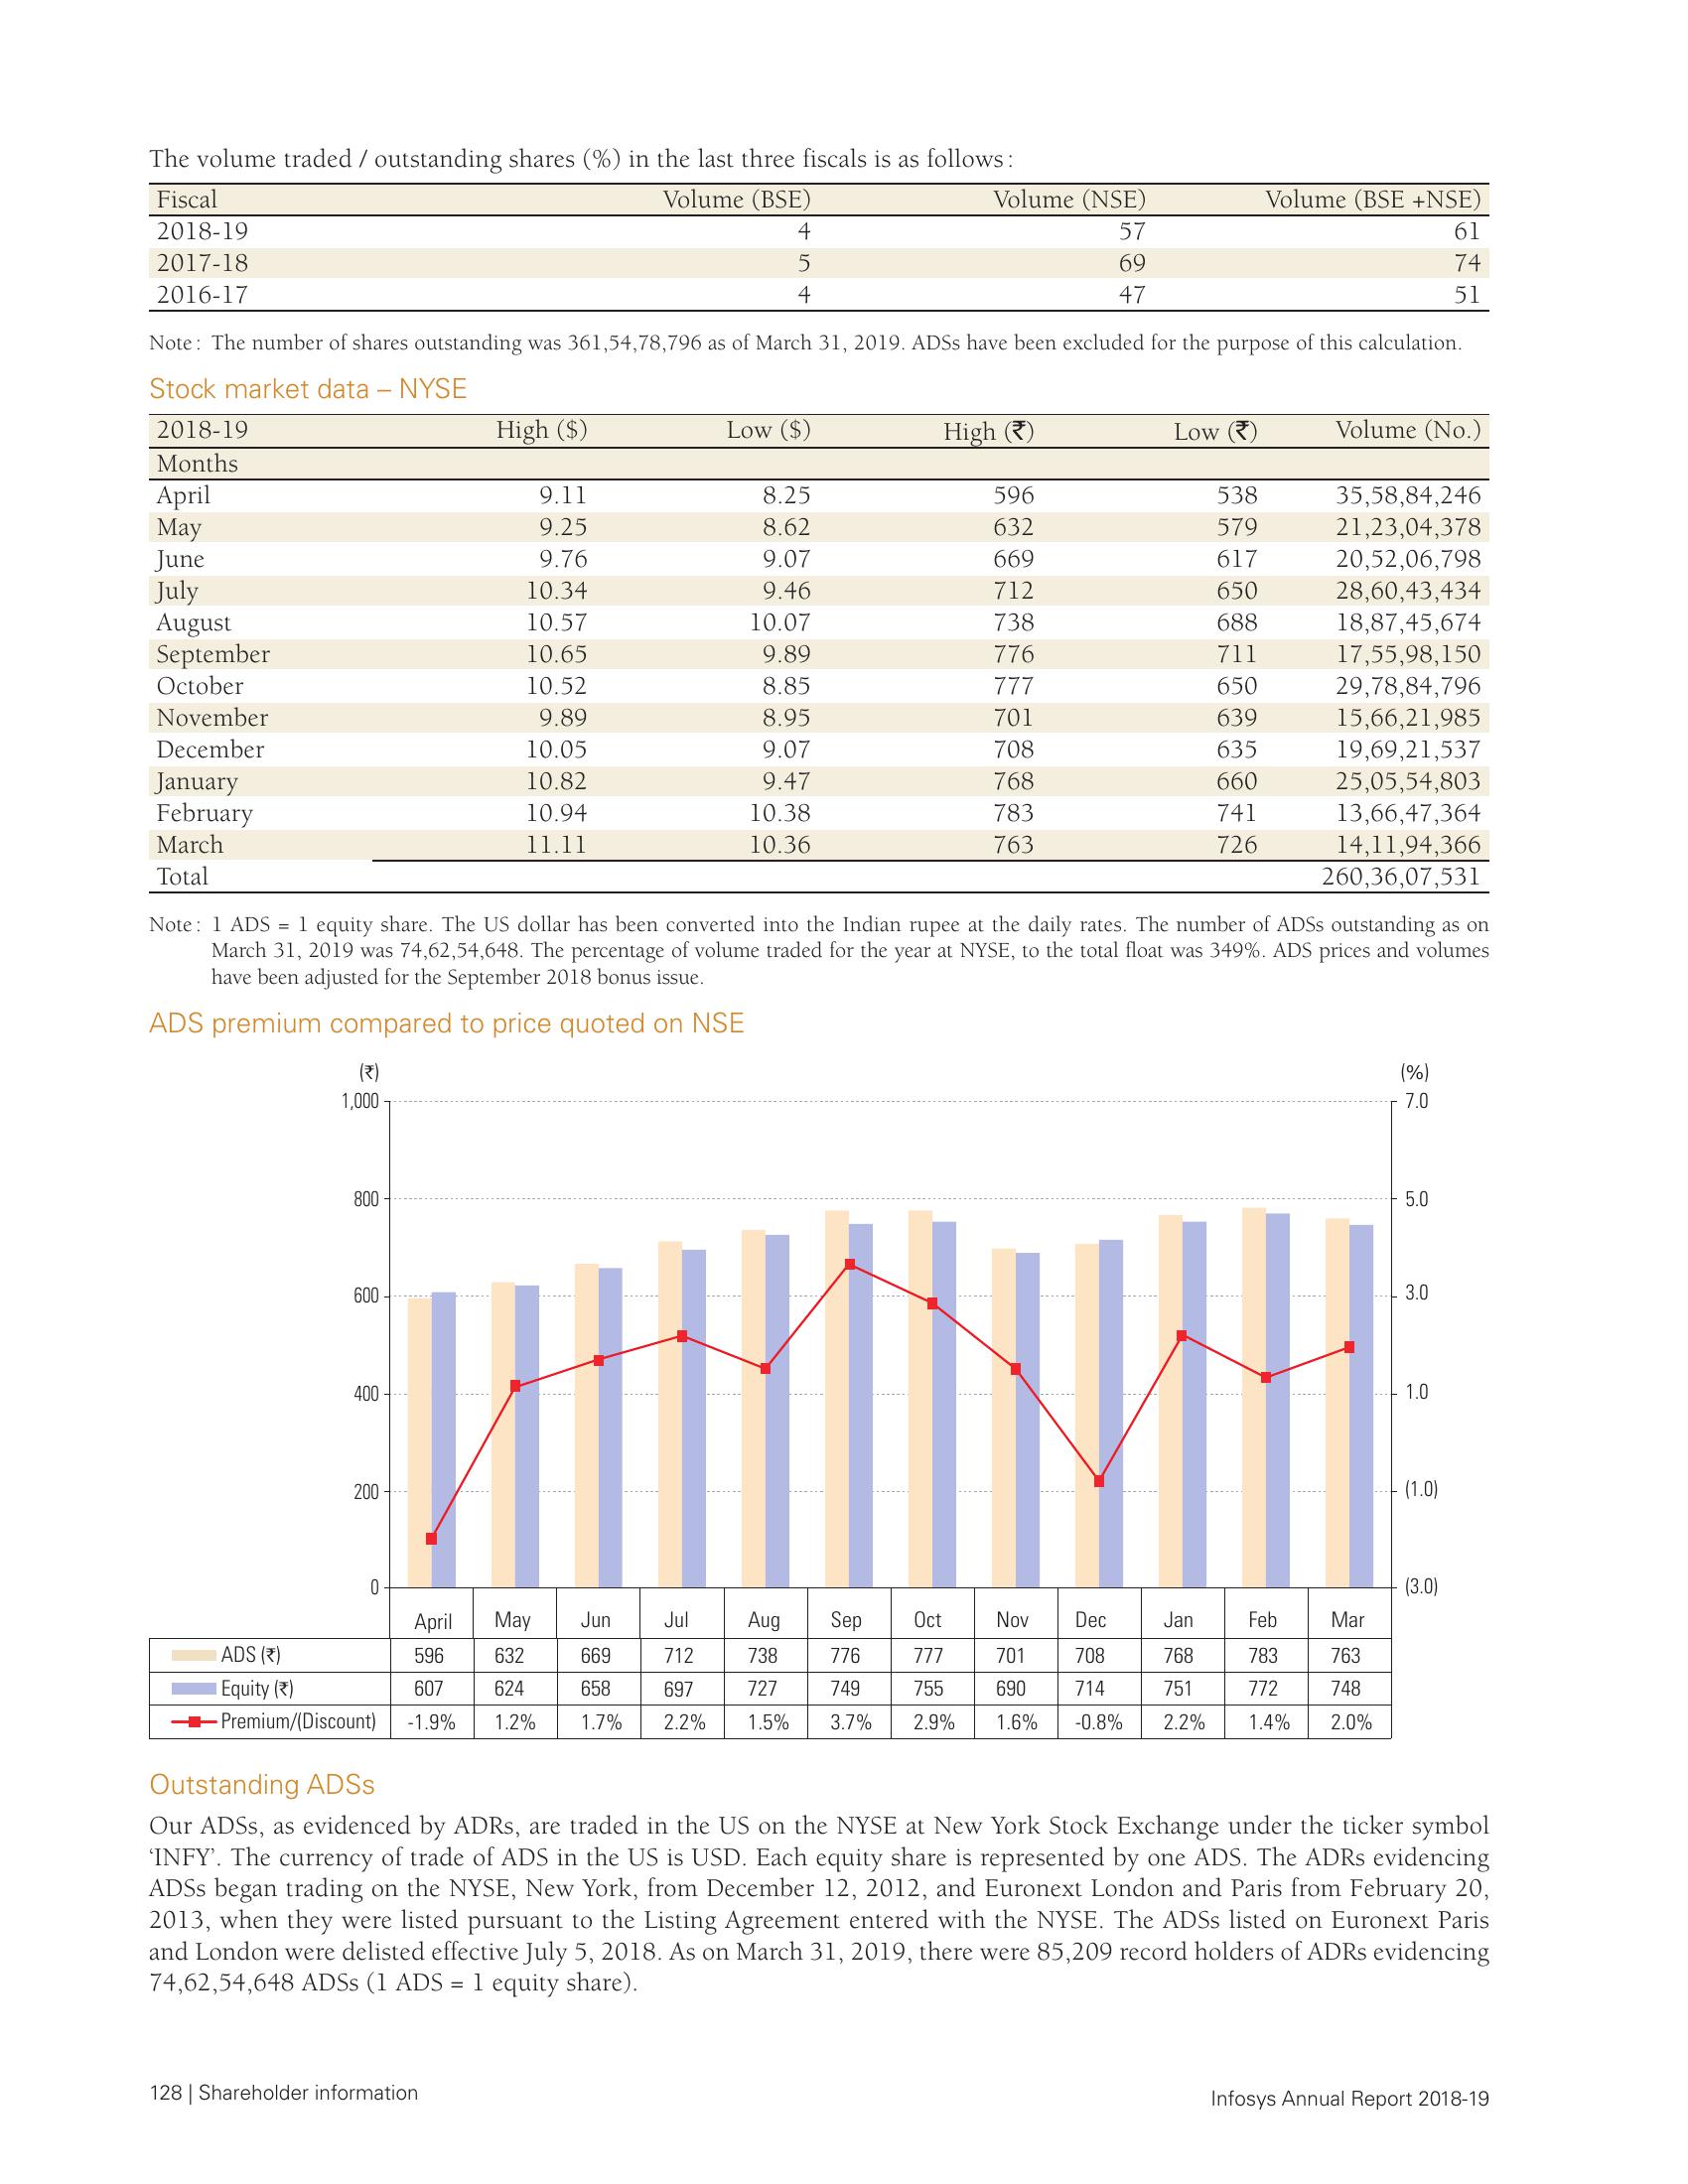 The volume traded / outstanding shares (%) in the last three fiscals is as follows:
Fiscal Volume (BSE) Volume (NSE) Volume (BSE +NSE)
2018-19 4 57 61
2017-18 5 69 74
2016-17 4 47 51
Note: The number of shares outstanding was 361,54,78,796 as of March 31, 2019. ADSs have been excluded for the purpose of this calculation.
Stock market data – NYSE
2018-19 High ($) Low ($) High (₹) Low (₹) Volume (No.)
Months
April 9.11 8.25 596 538 35,58,84,246
May 9.25 8.62 632 579 21,23,04,378
June 9.76 9.07 669 617 20,52,06,798
July 10.34 9.46 712 650 28,60,43,434
August 10.57 10.07 738 688 18,87,45,674
September 10.65 9.89 776 711 17,55,98,150
October 10.52 8.85 777 650 29,78,84,796
November 9.89 8.95 701 639 15,66,21,985
December 10.05 9.07 708 635 19,69,21,537
January 10.82 9.47 768 660 25,05,54,803
February 10.94 10.38 783 741 13,66,47,364
March 11.11 10.36 763 726 14,11,94,366
Total 260,36,07,531
Note: 1 ADS = 1 equity share. The US dollar has been converted into the Indian rupee at the daily rates. The number of ADSs outstanding as on
March 31, 2019 was 74,62,54,648. The percentage of volume traded for the year at NYSE, to the total float was 349%. ADS prices and volumes
have been adjusted for the September 2018 bonus issue.
ADS premium compared to price quoted on NSE
(₹) (%)
1,000 7.0
800 5.0
600 3.0
400 1.0
200 (1.0)
0 (3.0)
April May Jun Jul Aug Sep Oct Nov Dec Jan Feb Mar
ADS (₹) 596 632 669 712 738 776 777 701 708 768 783 763
Equity (₹) 607 624 658 697 727 749 755 690 714 751 772 748
Premium/(Discount) -1.9% 1.2% 1.7% 2.2% 1.5% 3.7% 2.9% 1.6% -0.8% 2.2% 1.4% 2.0%
Outstanding ADSs
Our ADSs, as evidenced by ADRs, are traded in the US on the NYSE at New York Stock Exchange under the ticker symbol
‘INFY’. The currency of trade of ADS in the US is USD. Each equity share is represented by one ADS. The ADRs evidencing
ADSs began trading on the NYSE, New York, from December 12, 2012, and Euronext London and Paris from February 20,
2013, when they were listed pursuant to the Listing Agreement entered with the NYSE. The ADSs listed on Euronext Paris
and London were delisted effective July 5, 2018. As on March 31, 2019, there were 85,209 record holders of ADRs evidencing
74,62,54,648 ADSs (1 ADS = 1 equity share).
128 | Shareholder information
Infosys Annual Report 2018-19